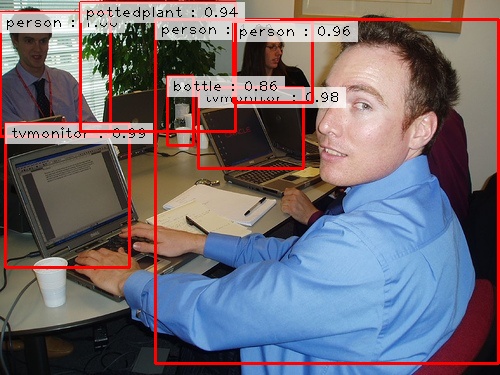 pottedplant : 0.94
person : 1.00
person :
person : 0.96
bottle : 0.86
tvmonitor : 0.98
tvmonitor : 0.99